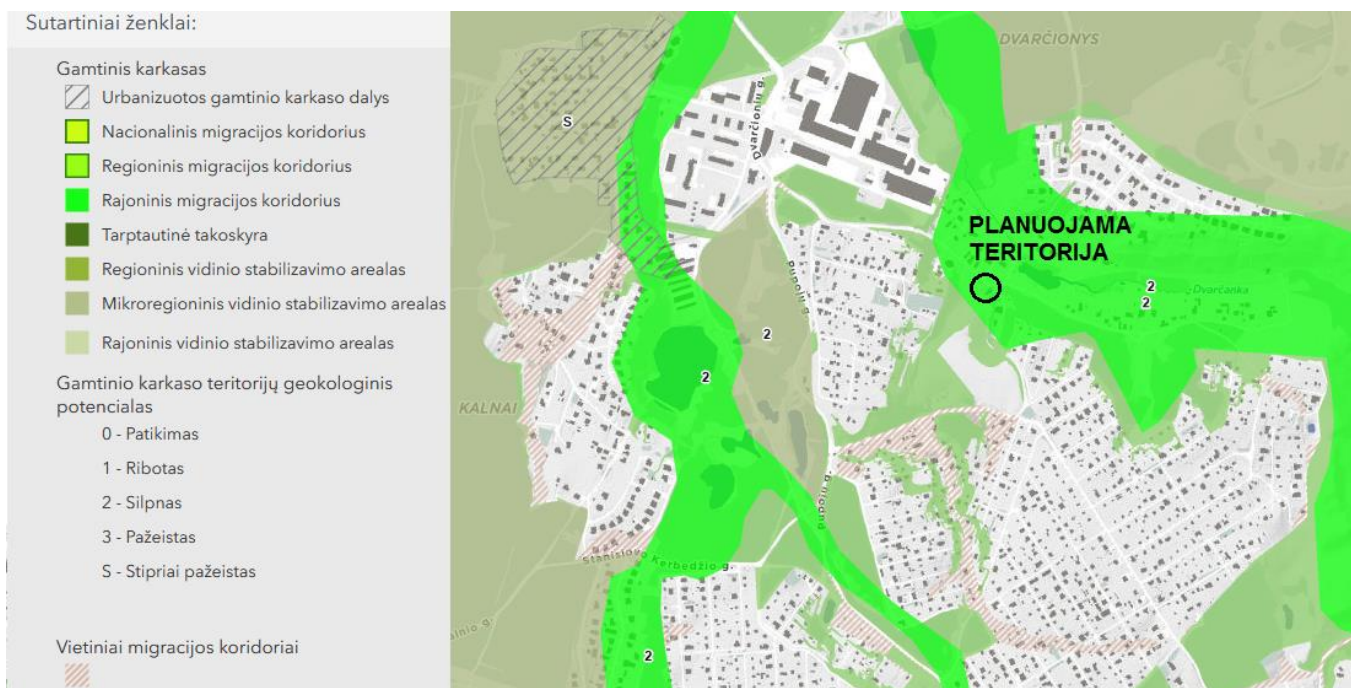 Sutartiniai ženklai:
Gamtinis karkasas
Urbanizuotos gamtinio karkaso dalys
Nacionalinis migracijos koridorius
Regioninis migracijos koridorius
Rajoninis migracijos koridorius
Tarptautinė takoskyra
Regioninis vidinio stabilizavimo arealas
Mikroregioninis vidinio stabilizavimo arealas
Rajoninis vidinio stabilizavimo arealas
Gamtinio karkaso teritorijų geokologinis
potencialas
0 - Patikimas
1 - Ribotas
2 - Silpnas
3 - Pažeistas
S - Stipriai pažeistas
Vietiniai migracijos koridoriai
DVARČIONYS
S
Dvarčionių g.
PLANUOJAMA
TERITORIJA
Pupojų g.
2
2
Dvarčanka
2
2
KALNAI
Pupojų g.
Stanislovo Kerbedžio g.
alnio g.
2